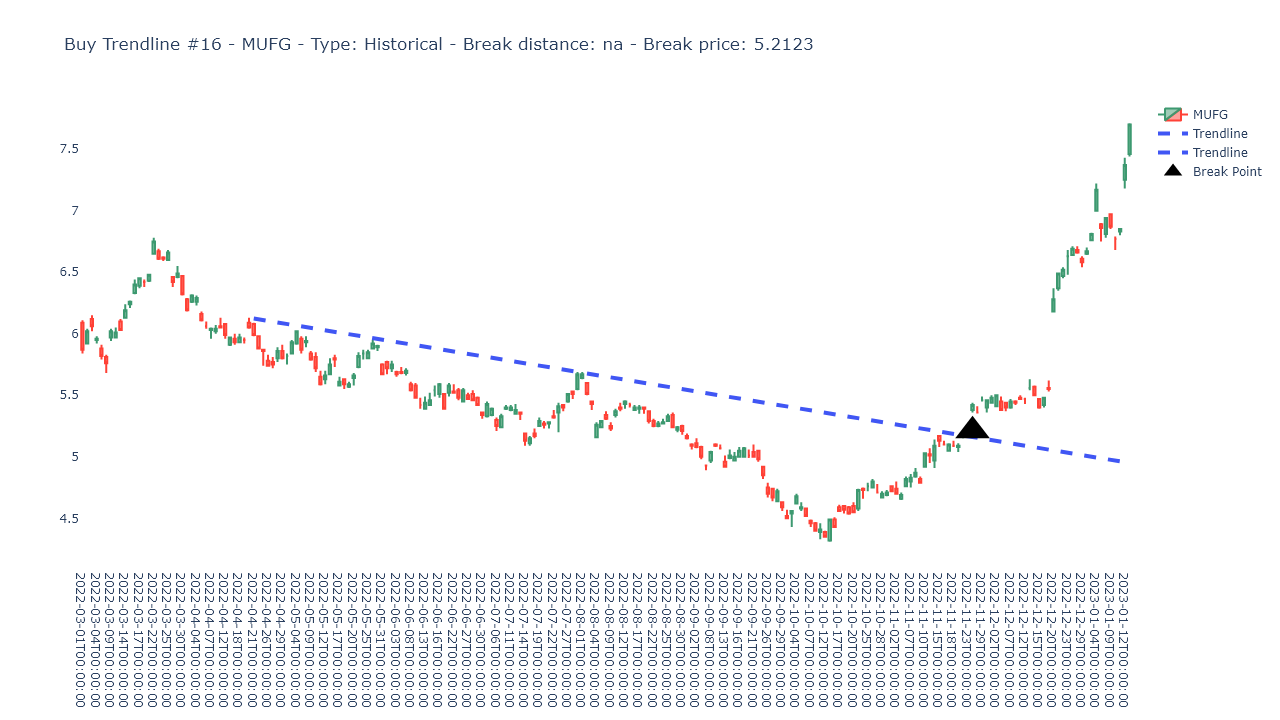 Buy Trendline #16 - MUFG - Type: Historical - Break distance: na - Break price: 5.2123
MUFG
Trendline
Trendline
Break Point
7.5
7
6.5
6
5.5
5
4.5
2022-03-01T00:00:00
2022-03-04T00:00:00
2022-03-09T00:00:00
2022-03-14T00:00:00
2022-03-17T00:00:00
2022-03-22T00:00:00
2022-03-25T00:00:00
2022-03-30T00:00:00
2022-04-04T00:00:00
2022-04-07T00:00:00
2022-04-12T00:00:00
2022-04-18T00:00:00
2022-04-21T00:00:00
2022-04-26T00:00:00
2022-04-29T00:00:00
2022-05-04T00:00:00
2022-05-09T00:00:00
2022-05-12T00:00:00
2022-05-17T00:00:00
2022-05-20T00:00:00
2022-05-25T00:00:00
2022-05-31T00:00:00
2022-06-03T00:00:00
2022-06-08T00:00:00
2022-06-13T00:00:00
2022-06-16T00:00:00
2022-06-22T00:00:00
2022-06-27T00:00:00
2022-06-30T00:00:00
2022-07-06T00:00:00
2022-07-11T00:00:00
2022-07-14T00:00:00
2022-07-19T00:00:00
2022-07-22T00:00:00
2022-07-27T00:00:00
2022-08-01T00:00:00
2022-08-04T00:00:00
2022-08-09T00:00:00
2022-08-12T00:00:00
2022-08-17T00:00:00
2022-08-22T00:00:00
2022-08-25T00:00:00
2022-08-30T00:00:00
2022-09-02T00:00:00
2022-09-08T00:00:00
2022-09-13T00:00:00
2022-09-16T00:00:00
2022-09-21T00:00:00
2022-09-26T00:00:00
2022-09-29T00:00:00
2022-10-04T00:00:00
2022-10-07T00:00:00
2022-10-12T00:00:00
2022-10-17T00:00:00
2022-10-20T00:00:00
2022-10-25T00:00:00
2022-10-28T00:00:00
2022-11-02T00:00:00
2022-11-07T00:00:00
2022-11-10T00:00:00
2022-11-15T00:00:00
2022-11-18T00:00:00
2022-11-23T00:00:00
2022-11-29T00:00:00
2022-12-02T00:00:00
2022-12-07T00:00:00
2022-12-12T00:00:00
2022-12-15T00:00:00
2022-12-20T00:00:00
2022-12-23T00:00:00
2022-12-29T00:00:00
2023-01-04T00:00:00
2023-01-09T00:00:00
2023-01-12T00:00:00